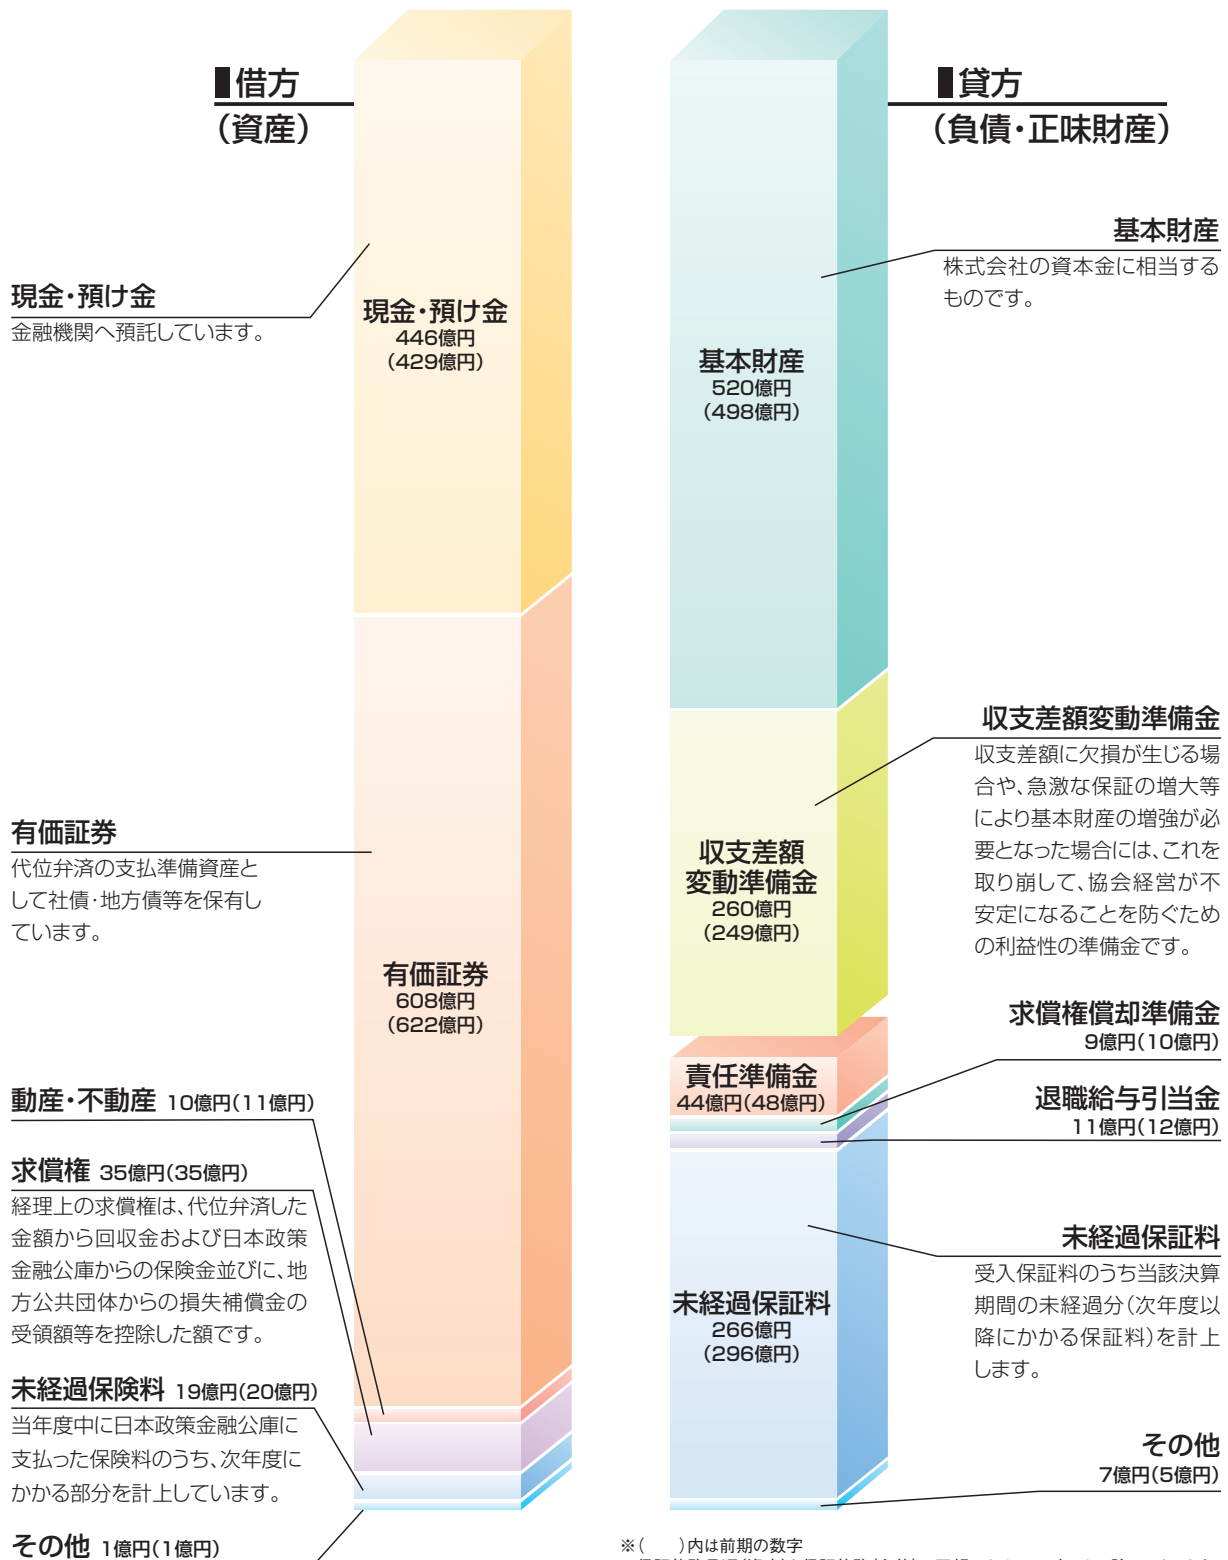 ■借方
（資産）
現金・預け金
金融機関へ預託しています。
現金・預け金
446億円
（429億円）
有価証券
代位弁済の支払準備資産と
して社債・地方債等を保有し
ています。
有価証券
608億円
（622億円）
動産・不動産 10億円（11億円）
求償権 35億円（35億円）
経理上の求償権は、代位弁済した
金額から回収金および日本政策
金融公庫からの保険金並びに、地
方公共団体からの損失補償金の
受領額等を控除した額です。
未経過保険料 19億円（20億円）
当年度中に日本政策金融公庫に
支払った保険料のうち、次年度に
かかる部分を計上しています。
その他 1億円（1億円）
■貸方
（負債・正味財産）
基本財産
株式会社の資本金に相当する
ものです。
基本財産
520億円
（498億円）
収支差額変動準備金
収支差額に欠損が生じる場
合や、急激な保証の増大等
により基本財産の増強が必
要となった場合には、これを
取り崩して、協会経営が不
安定になることを防ぐため
の利益性の準備金です。
収支差額
変動準備金
260億円
（249億円）
責任準備金
44億円（48億円）
求償権償却準備金
9億円（10億円）
退職給与引当金
11億円（12億円）
未経過保証料
受入保証料のうち当該決算
期間の未経過分（次年度以
降にかかる保証料）を計上
します。
未経過保証料
266億円
（296億円）
その他
7億円（5億円）
※（　　）内は前期の数字